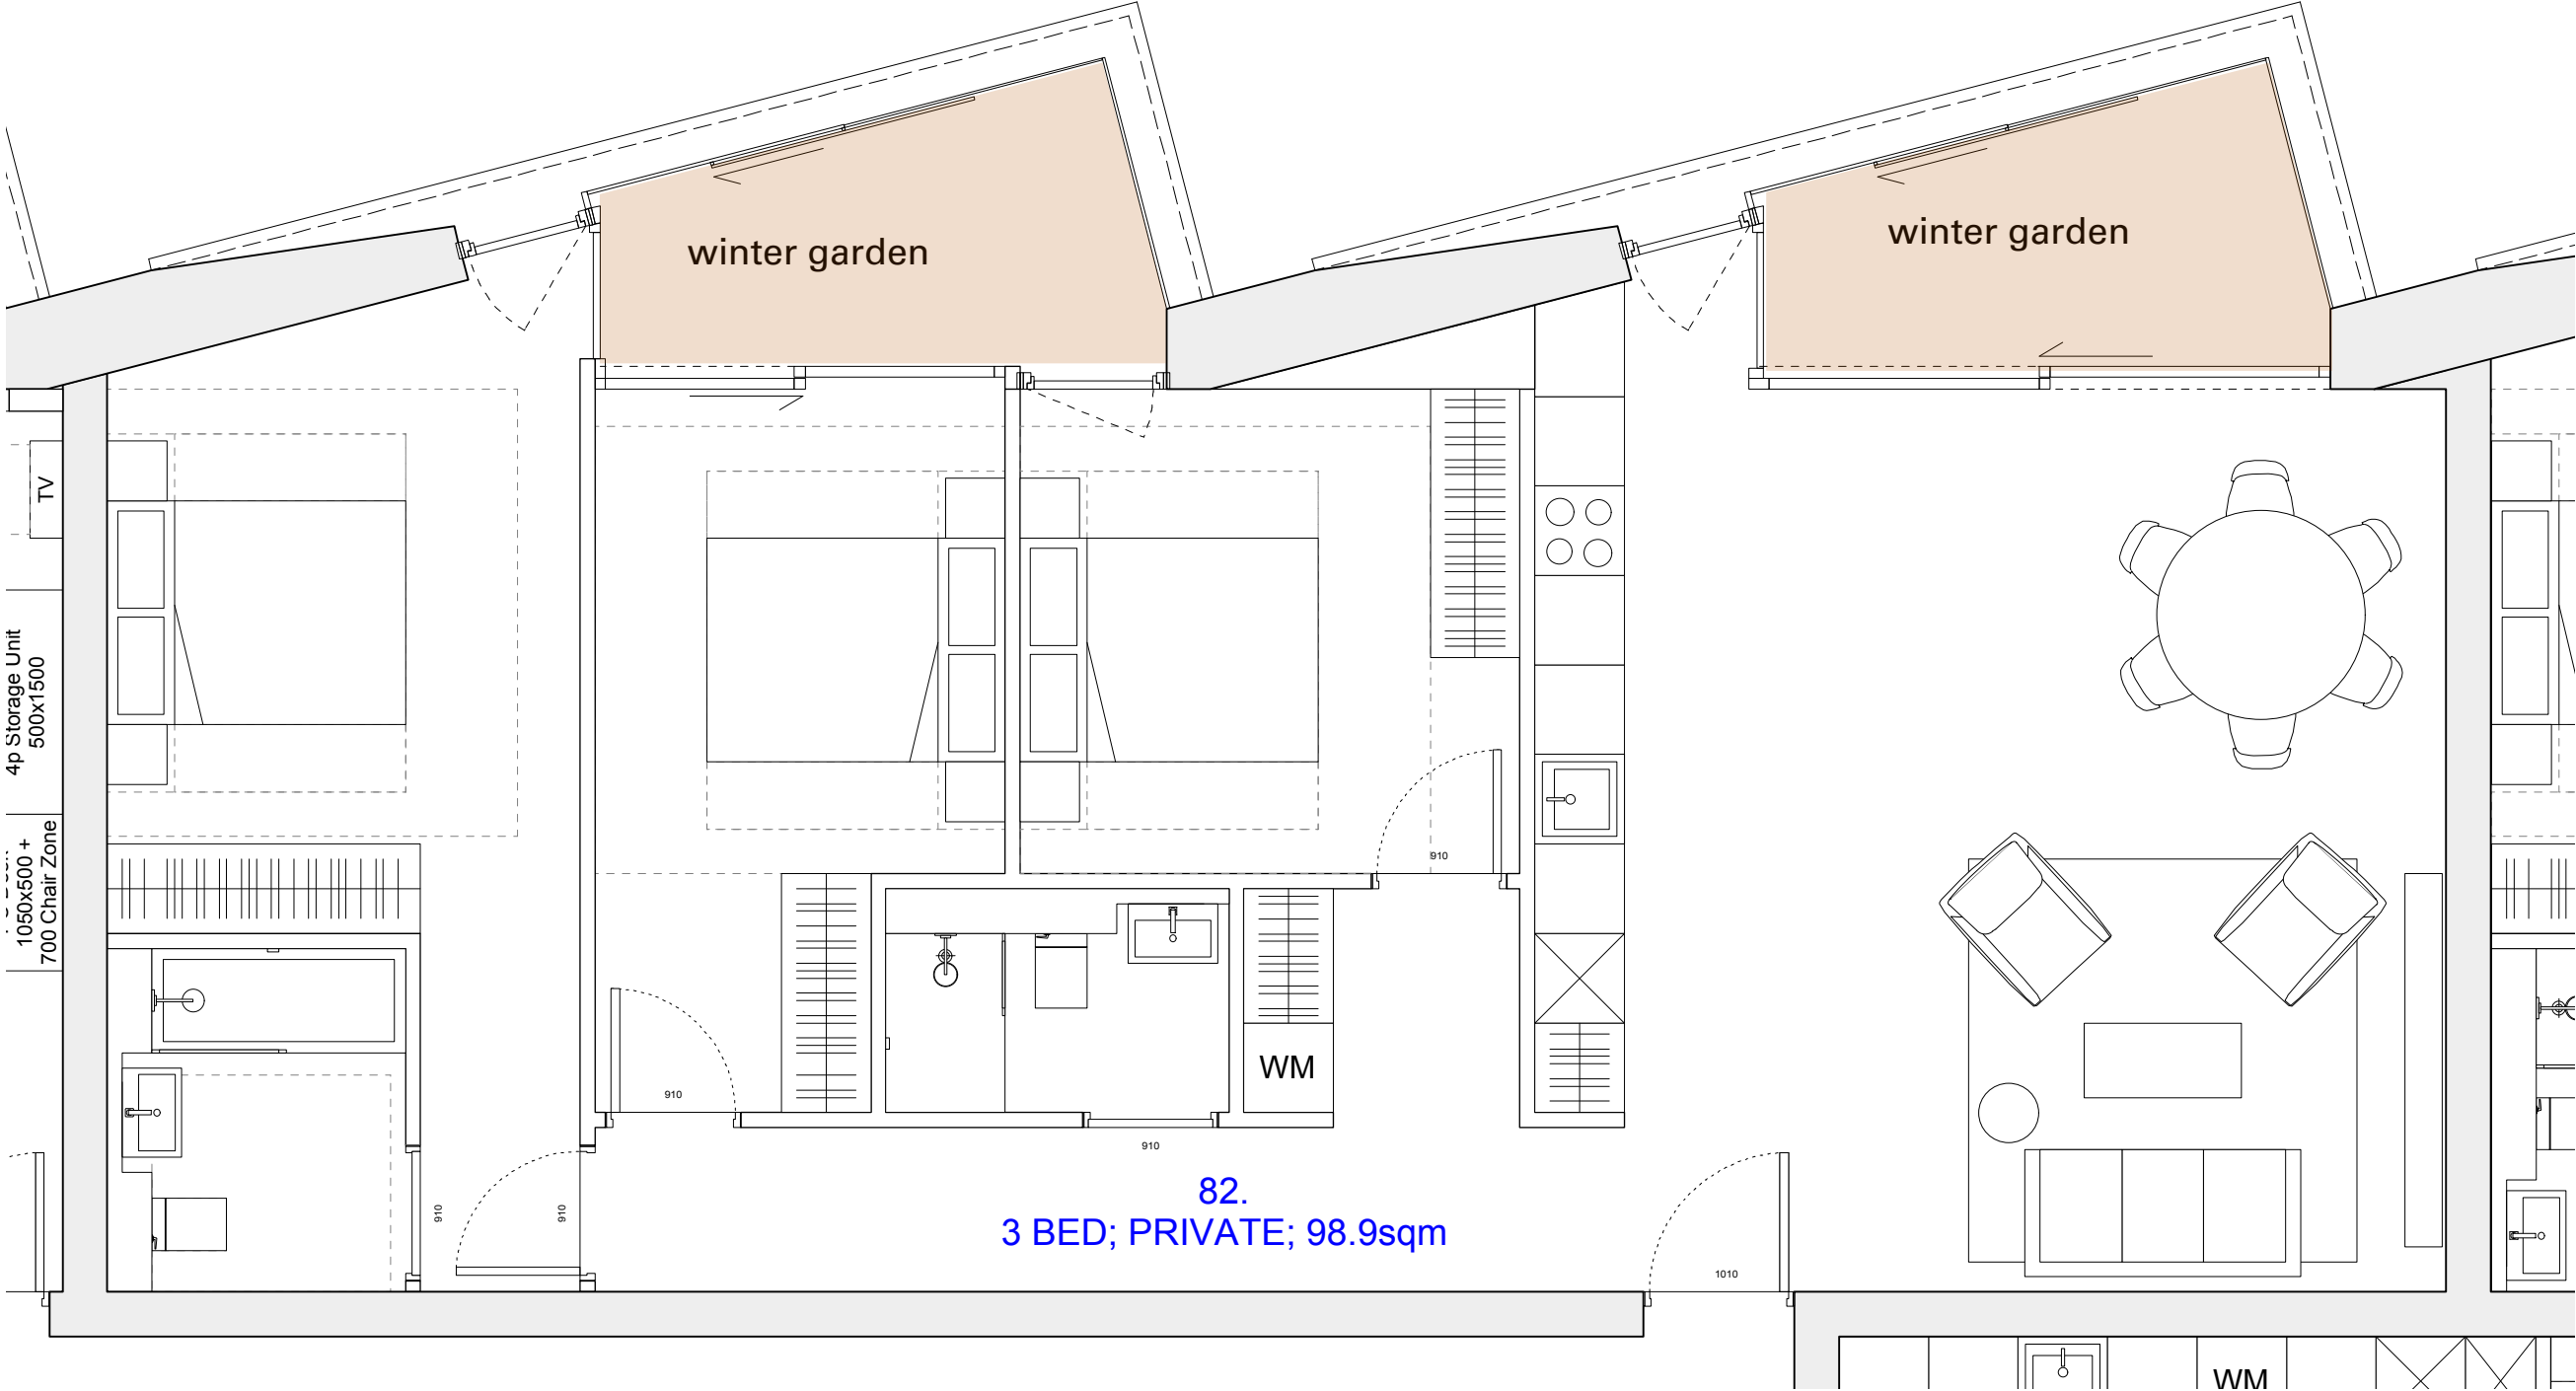 winter garden
winter garden
TV
4p Storage Unit
500x1500
1050x500 +
700 Chair Zone
910
910
WM
910
910
910
82.
3 BED; PRIVATE; 98.9sqm
1010
WM